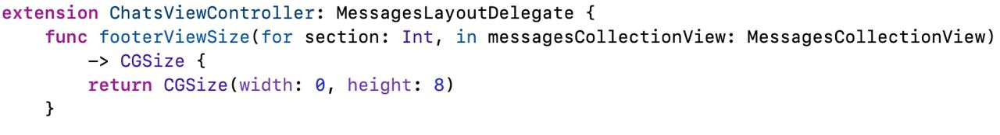 extension ChatsViewController: MessagesLayoutDelegate {
    func footerViewSize(for section: Int, in messagesCollectionView: MessagesCollectionView)
        -> CGSize {
        return CGSize(width: 0, height: 8)
    }